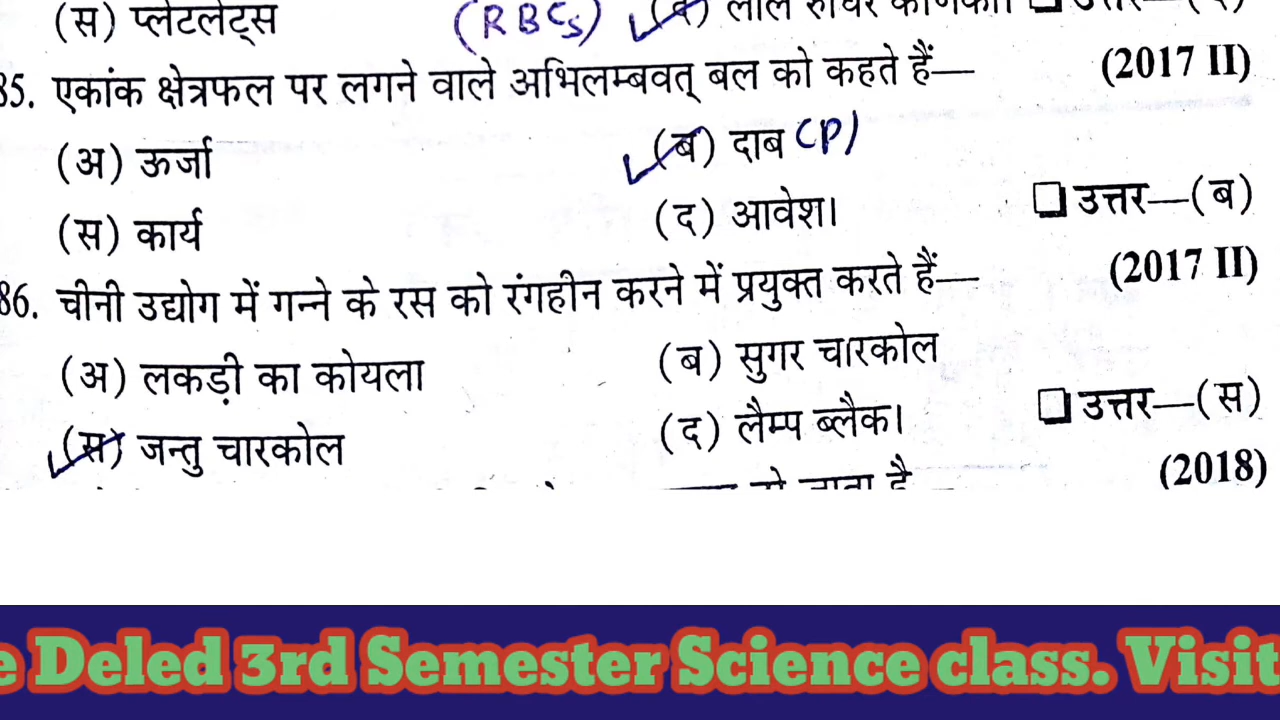 (स) प्लेटलेट्स (RBCs) लाल रुधिर
85. एकांक क्षेत्रफल पर लगने वाले अभिलम्बवत् बल को कहते हैं— (2017 II)
(अ) ऊर्जा (ब) दाब (P)
(स) कार्य (द) आवेश। उत्तर—(ब)
86. चीनी उद्योग में गन्ने के रस को रंगहीन करने में प्रयुक्त करते हैं— (2017 II)
(अ) लकड़ी का कोयला (ब) सुगर चारकोल
(स) जन्तु चारकोल (द) लैम्प ब्लैक। उत्तर—(स)
(2018)
e Deled 3rd Semester Science class. Visit